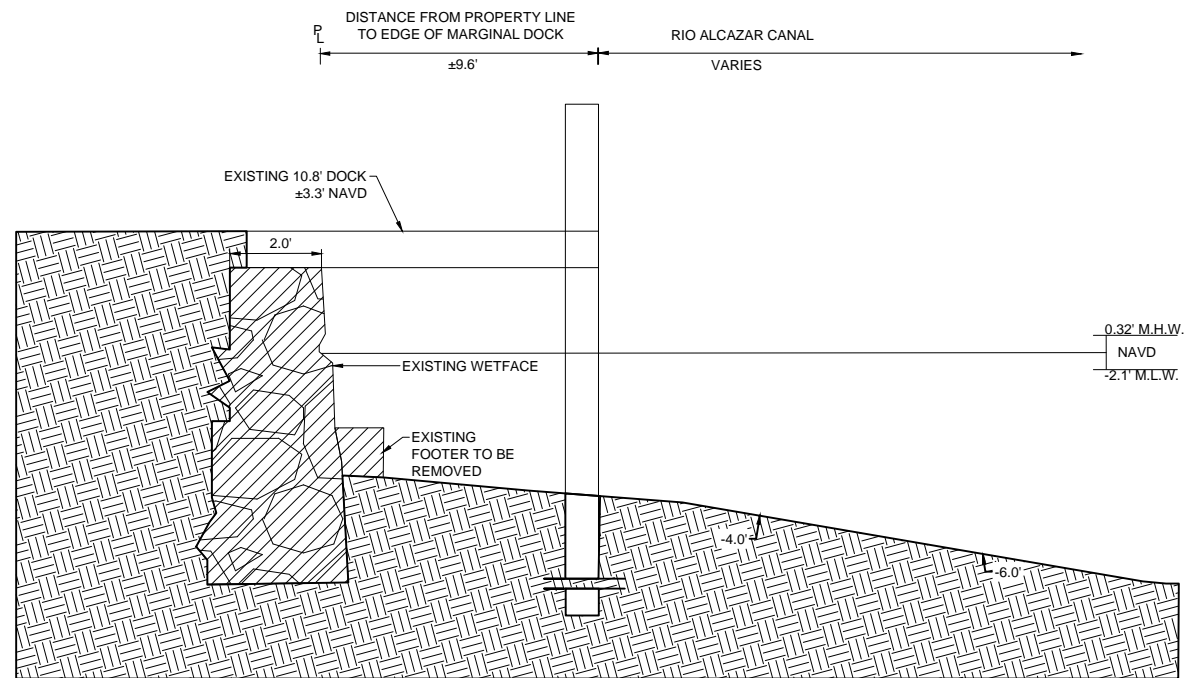 DISTANCE FROM PROPERTY LINE
TO EDGE OF MARGINAL DOCK
PL
±9.6'
RIO ALCAZAR CANAL
VARIES
EXISTING 10.8' DOCK
±3.3' NAVD
2.0'
0.32' M.H.W.
NAVD
-2.1' M.L.W.
EXISTING WETFACE
EXISTING
FOOTER TO BE
REMOVED
-4.0'
-6.0'